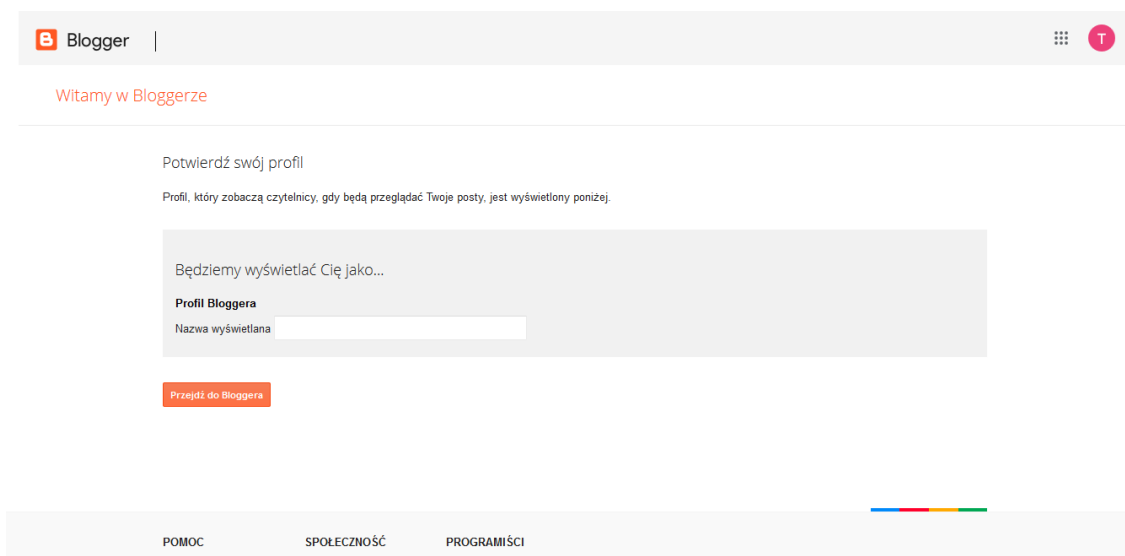 Blogger
T
Witamy w Bloggerze
Potwierdź swój profil
Profil, który zobaczą czytelnicy, gdy będą przeglądać Twoje posty, jest wyświetlony poniżej.
Będziemy wyświetlać Cię jako...
Profil Bloggera
Nazwa wyświetlana
Przejdź do Bloggera
POMOC SPOŁECZNOŚĆ PROGRAMIŚCI